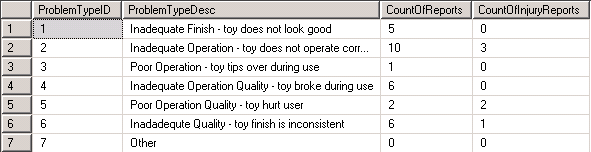 ProblemTypeID ProblemTypeDesc CountOfReports CountOfInjuryReports
1 1 Inadequate Finish - toy does not look good 5 0
2 2 Inadequate Operation - toy does not operate corr... 10 3
3 3 Poor Operation - toy tips over during use 1 0
4 4 Inadequate Operation Quality - toy broke during use 6 0
5 5 Poor Operation Quality - toy hurt user 2 2
6 6 Inadadequte Quality - toy finish is inconsistent 6 1
7 7 Other 0 0